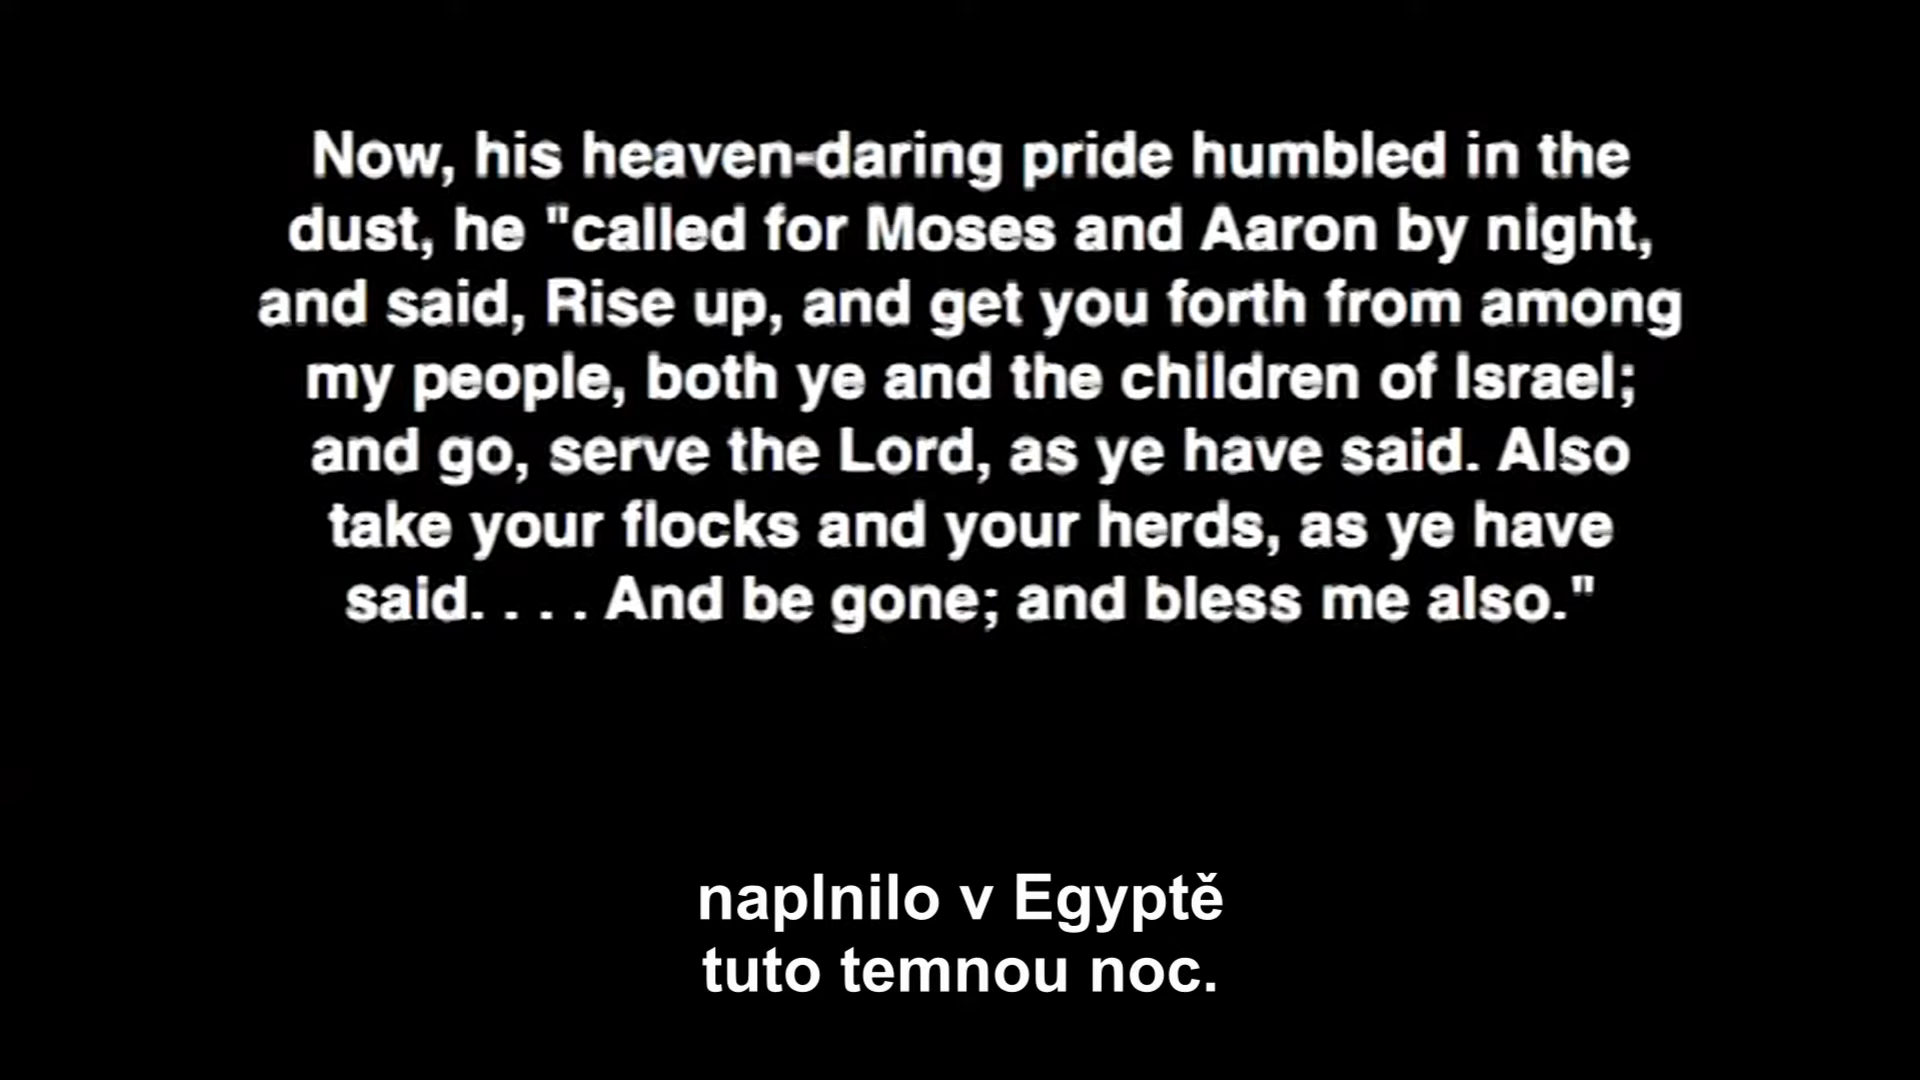 Now, his heaven-daring pride humbled in the
dust, he "called for Moses and Aaron by night,
and said, Rise up, and get you forth from among
my people, both ye and the children of Israel;
and go, serve the Lord, as ye have said. Also
take your flocks and your herds, as ye have
said. . . . And be gone; and bless me also."
naplnilo v Egyptě
tuto temnou noc.